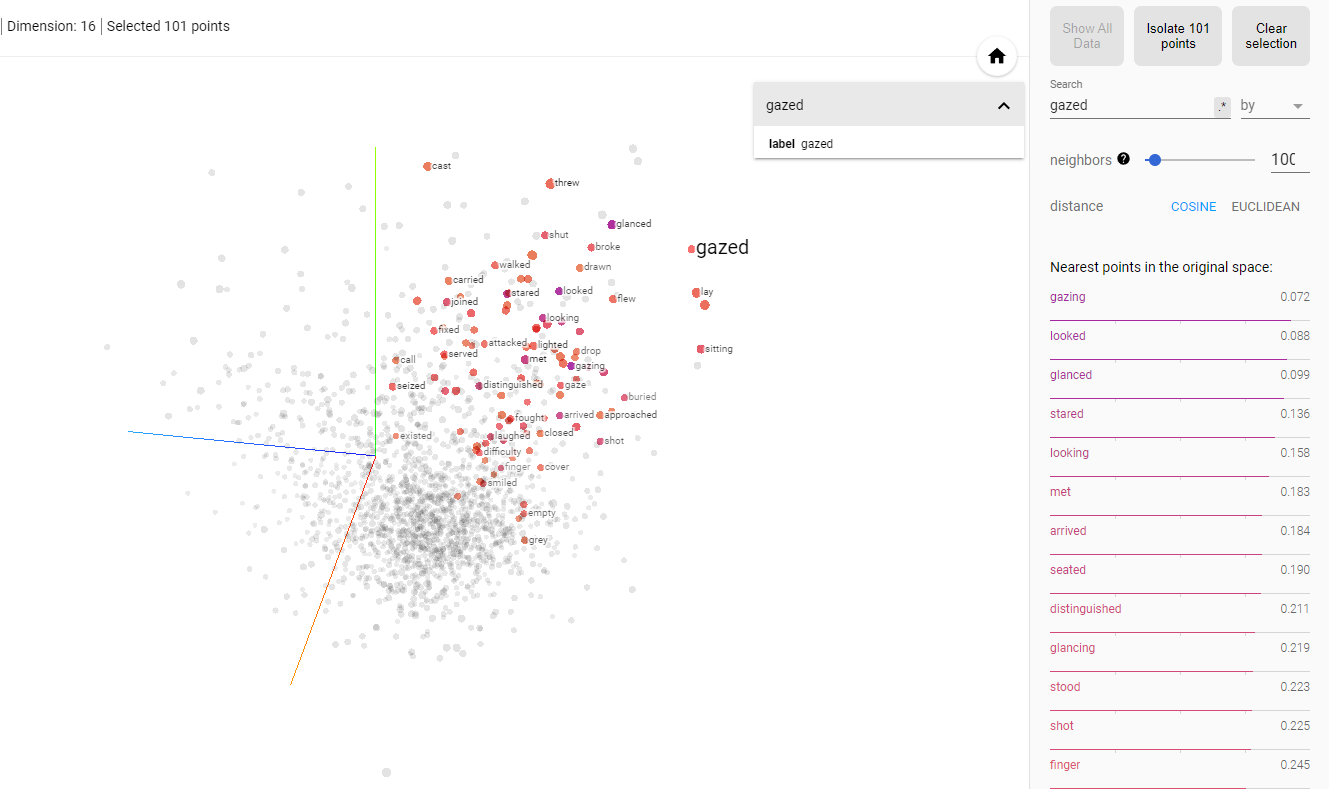 Dimension: 16 | Selected 101 points
Show All Data
Isolate 101 points
Clear selection
gazed
label gazed
Search
gazed
.*
by
neighbors
?
100
distance
COSINE
EUCLIDEAN
Nearest points in the original space:
gazing 0.072
looked 0.088
glanced 0.099
stared 0.136
looking 0.158
met 0.183
arrived 0.184
seated 0.190
distinguished 0.211
glancing 0.219
stood 0.223
shot 0.225
finger 0.245
cast
threw
glanced
shut
broke
gazed
walked
drawn
carried
stared
looked
flew
lay
joined
looking
fixed
attacked
lighted
drop
sitting
call
served
met
gazing
seized
distinguished
gaze
buried
fought
arrived
approached
existed
laughed
closed
shot
difficulty
finger
cover
smiled
empty
grey